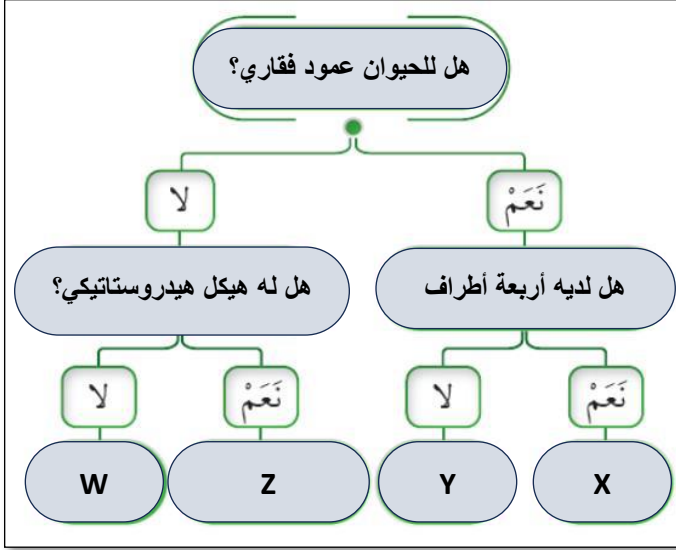 هل للحيوان عمود فقاري؟
نَعَمْ
لا
هل لديه أربعة أطراف
هل له هيكل هيدروستاتيكي؟
نَعَمْ
لا
نَعَمْ
لا
X
Y
Z
W